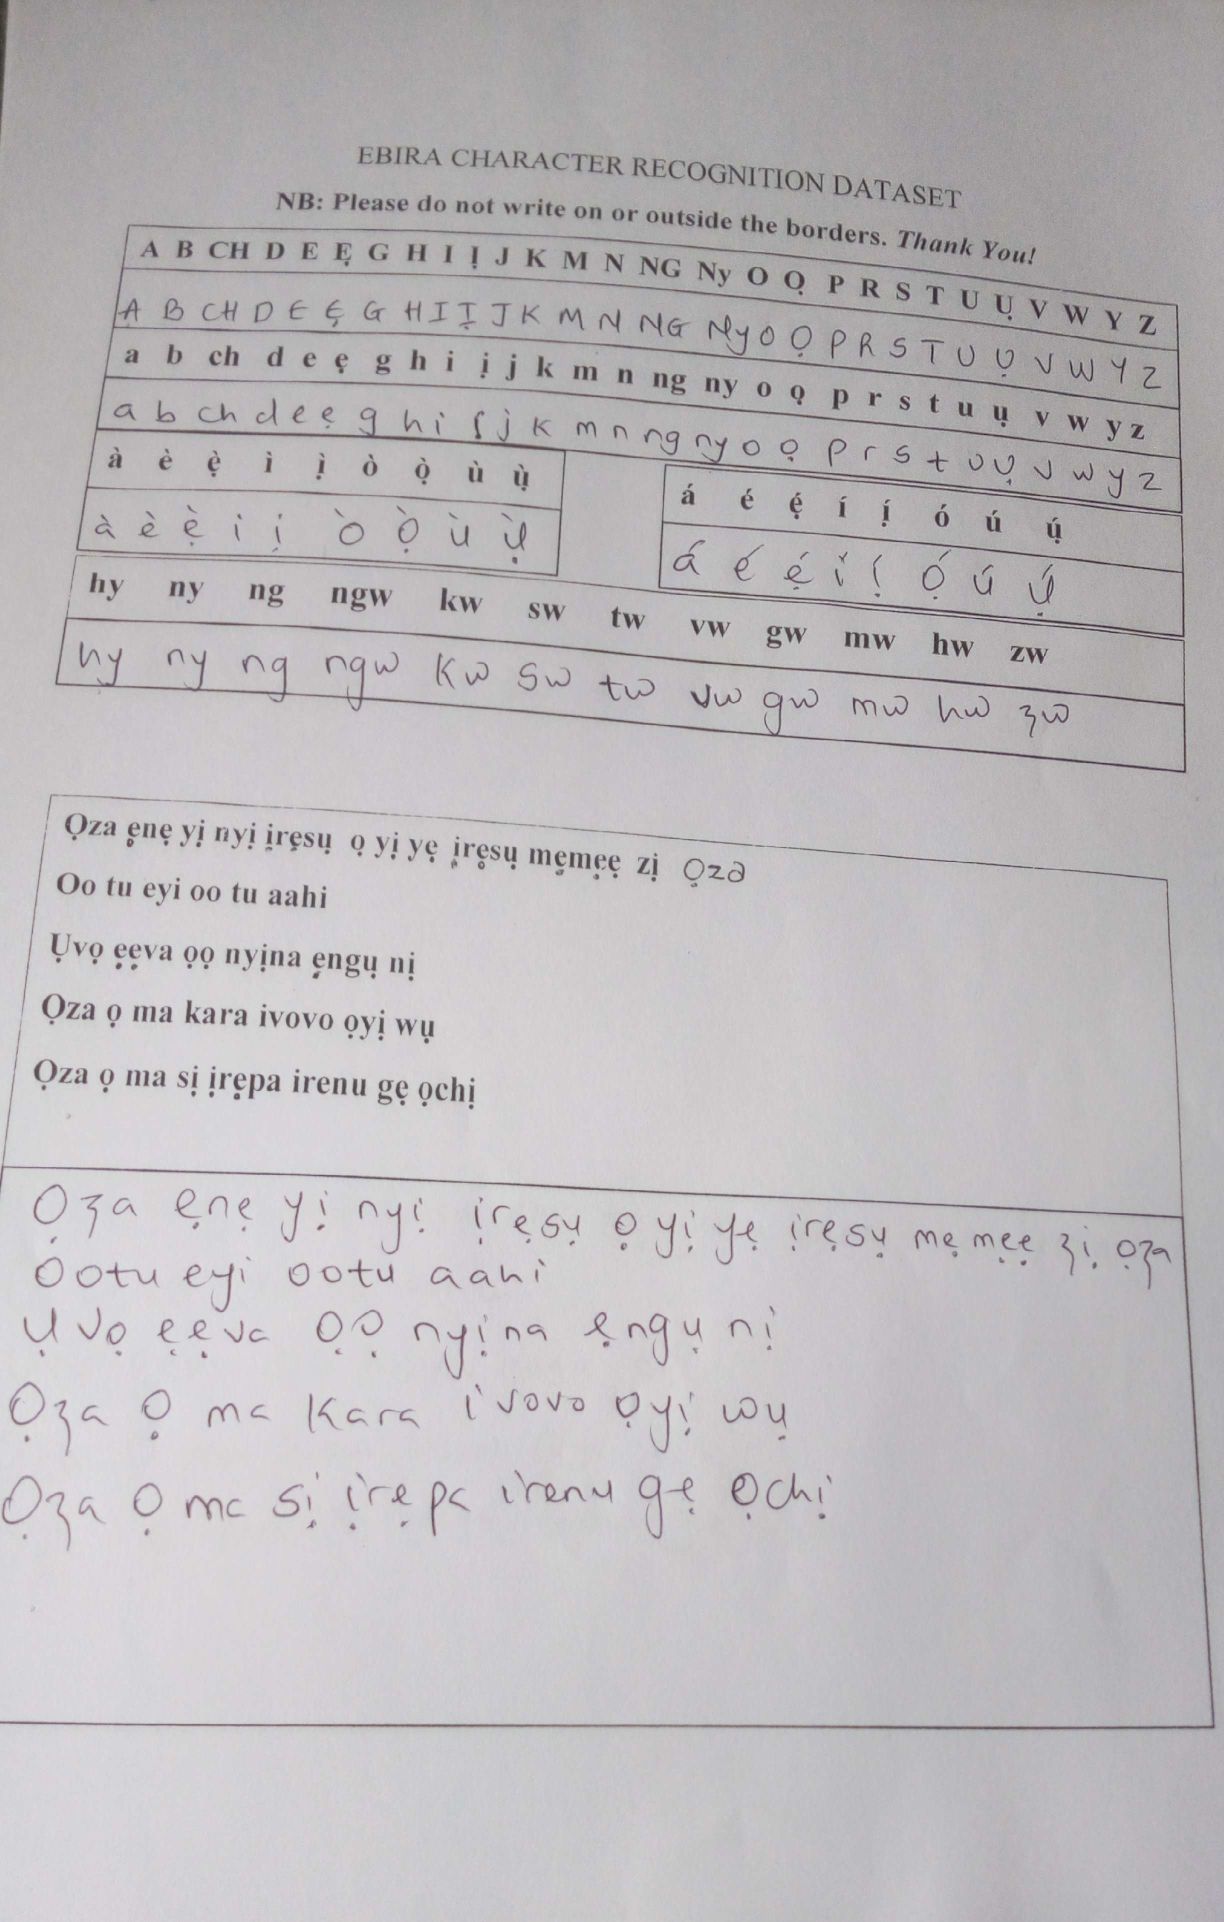 EBIRA CHARACTER RECOGNITION DATASET
NB: Please do not write on or outside the borders. Thank You!
A B CH D E Ẹ G H I Ị J K M N NG Ny O Ọ P R S T U Ụ V W Y Z
A B CH D E Ẹ G H I Ị J K M N NG Ny O Ọ P R S T U Ụ V W Y Z
a b ch d e ẹ g h i ị j k m n ng ny o ọ p r s t u ụ v w y z
a b ch d e ẹ g h i ị j k m n ng ny o ọ p r s t u ụ v w y z
à è ẹ̀ ì ị̀ ò ọ̀ ù ụ̀
à è ẹ̀ ì ị̀ ò ọ̀ ù ụ̀
á é ẹ́ í ị́ ó ú ụ́
á é ẹ́ í ị́ ọ́ ú ụ́
hy ny ng ngw kw sw tw vw gw mw hw zw
hy ny ng ngw kw sw tw vw gw mw hw zw
Ọza ẹnẹ yị nyị ịrẹsụ ọ yị yẹ ịrẹsụ mẹmẹẹ zị Ọza
Oo tu eyi oo tu aahi
Ụvọ ẹẹva ọọ nyịna ẹngụ nị
Ọza ọ ma kara ivovo ọyị wụ
Ọza ọ ma sị ịrẹpa irenu gẹ ọchị
Ọza ẹnẹ yị nyị ịrẹsụ ọ yị yẹ ịrẹsụ mẹ mẹẹ zị ọza
Ootu eyi ootu aahi
Ụvọ ẹẹva ọọ nyịna ẹngụ nị
Ọza ọ ma kara ivovo ọyị wụ
Ọza ọ ma sị ịrẹpa irenu gẹ ọchị